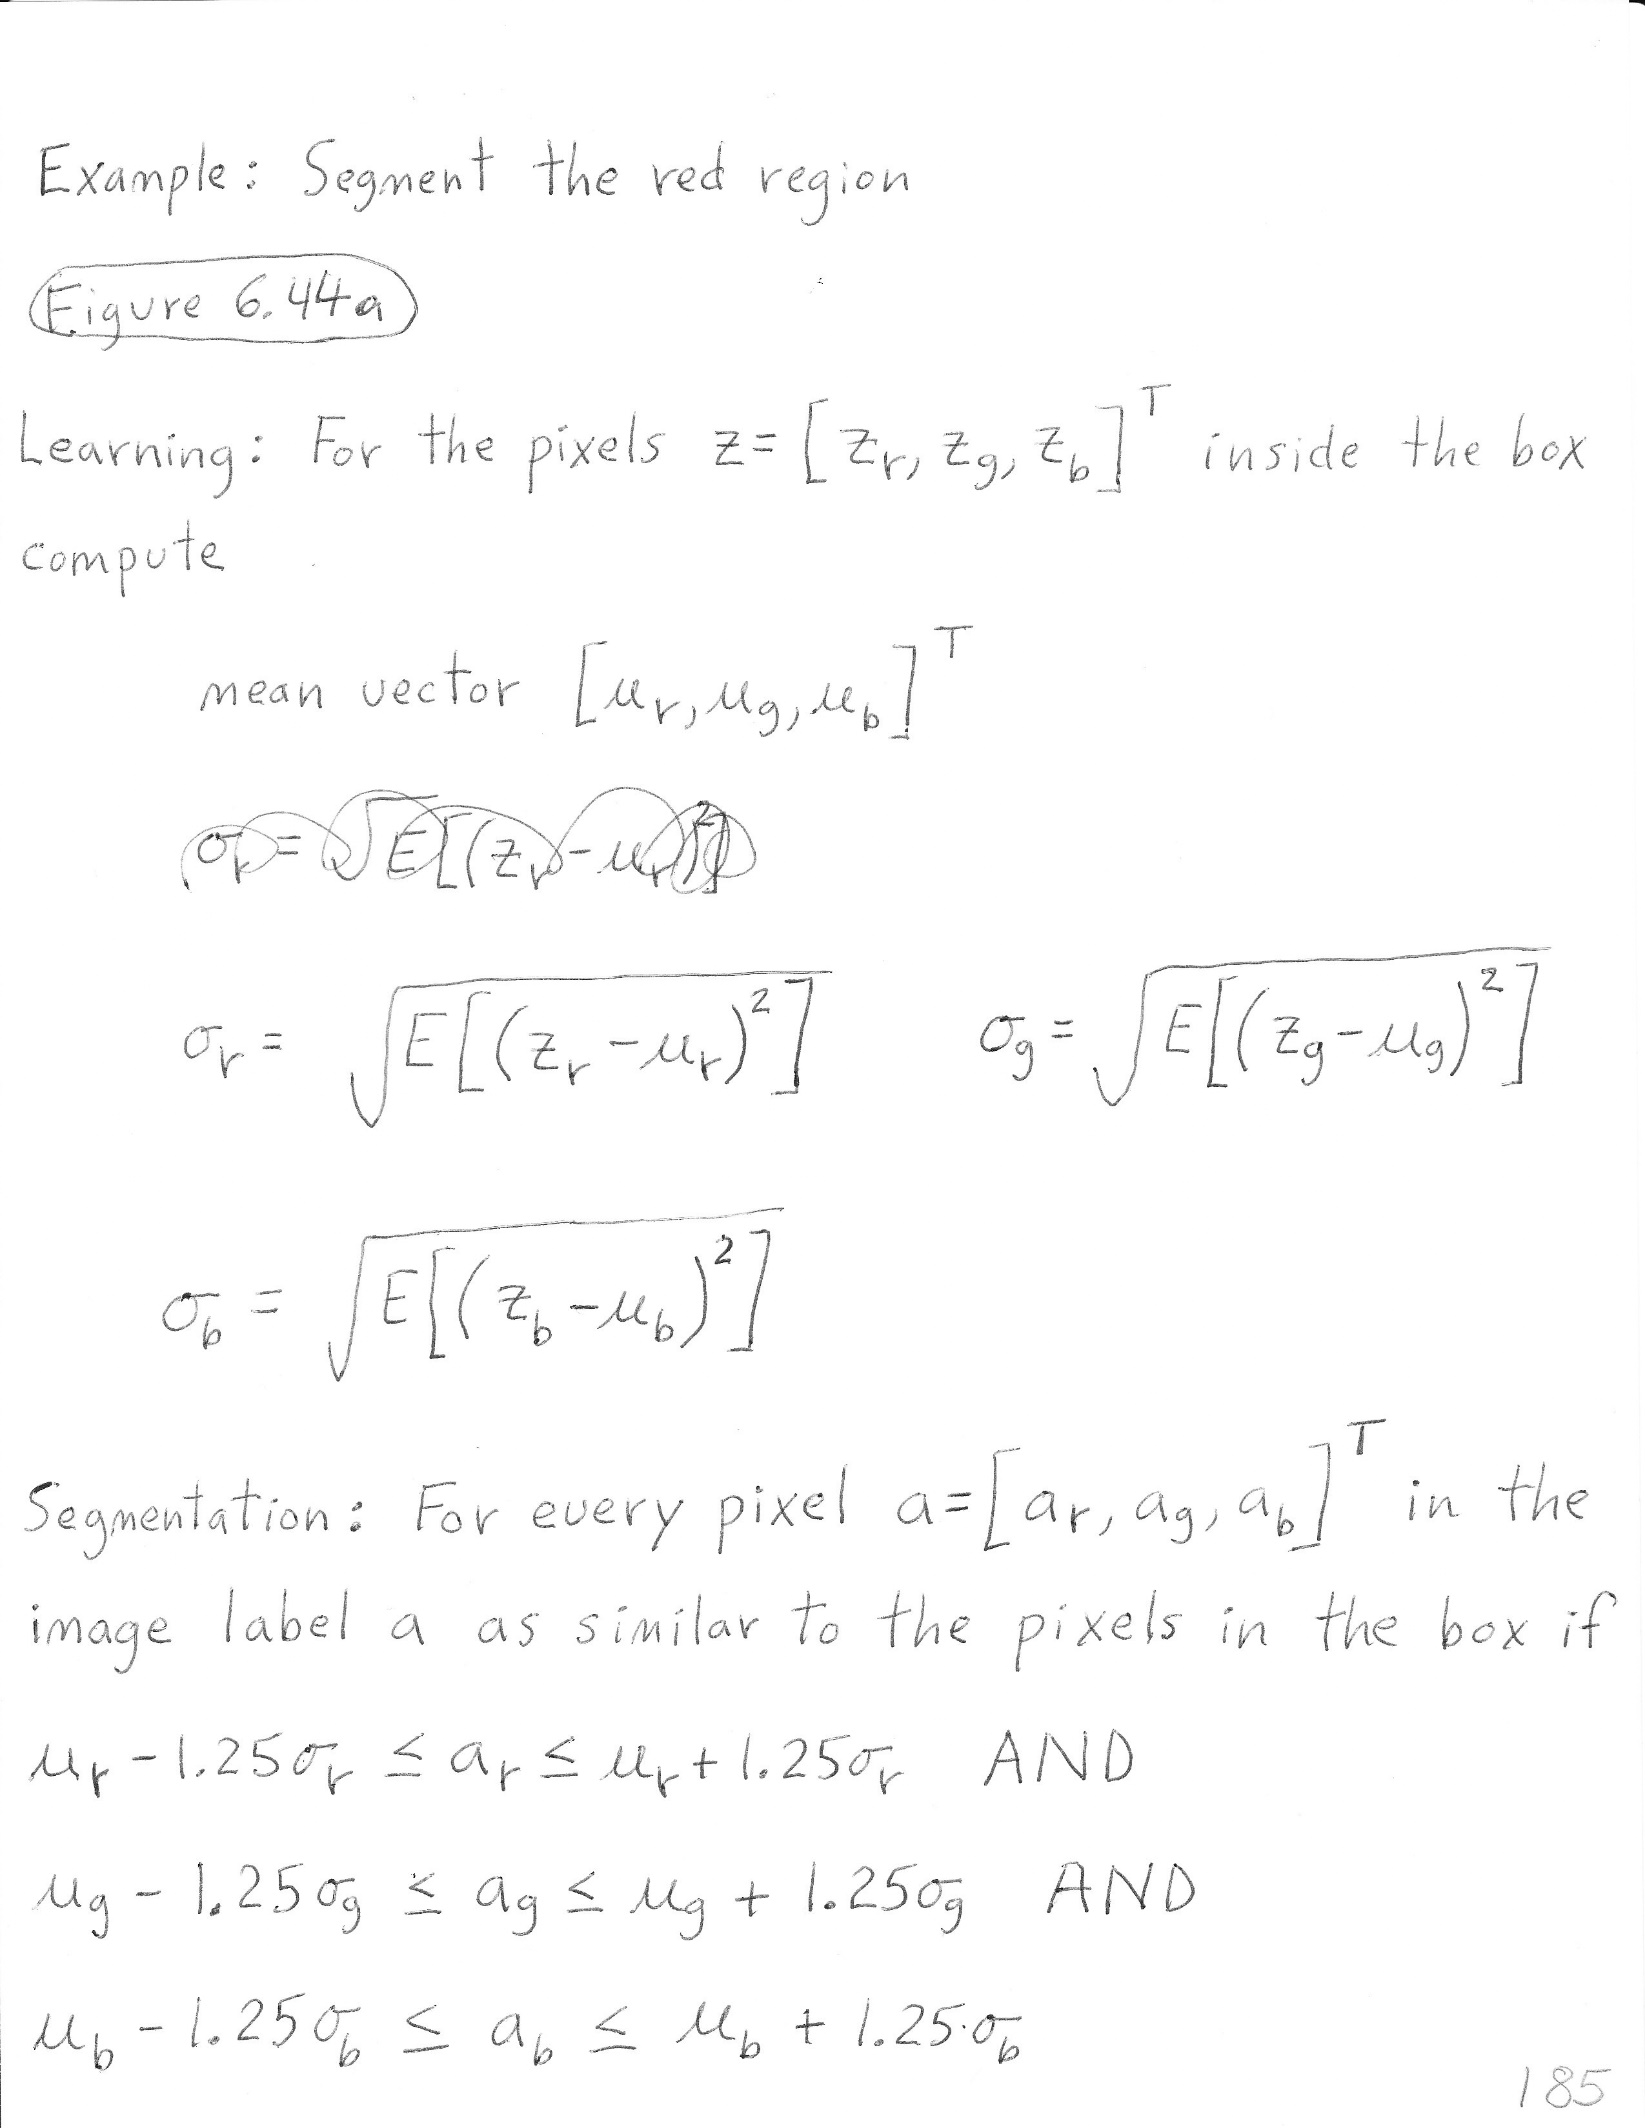 Example: Segment the red region
Figure 6.44a
Learning: For the pixels z = [z_r, z_g, z_b]^T inside the box
compute
mean vector [μ_r, μ_g, μ_b]^T
σ_r = √E[(z_r - μ_r)^2]
σ_r = √E[(z_r - μ_r)^2] σ_g = √E[(z_g - μ_g)^2]
σ_b = √E[(z_b - μ_b)^2]
Segmentation: For every pixel a = [a_r, a_g, a_b]^T in the
image label a as similar to the pixels in the box if
μ_r - 1.25σ_r ≤ a_r ≤ μ_r + 1.25σ_r AND
μ_g - 1.25σ_g ≤ a_g ≤ μ_g + 1.25σ_g AND
μ_b - 1.25σ_b ≤ a_b ≤ μ_b + 1.25·σ_b
185